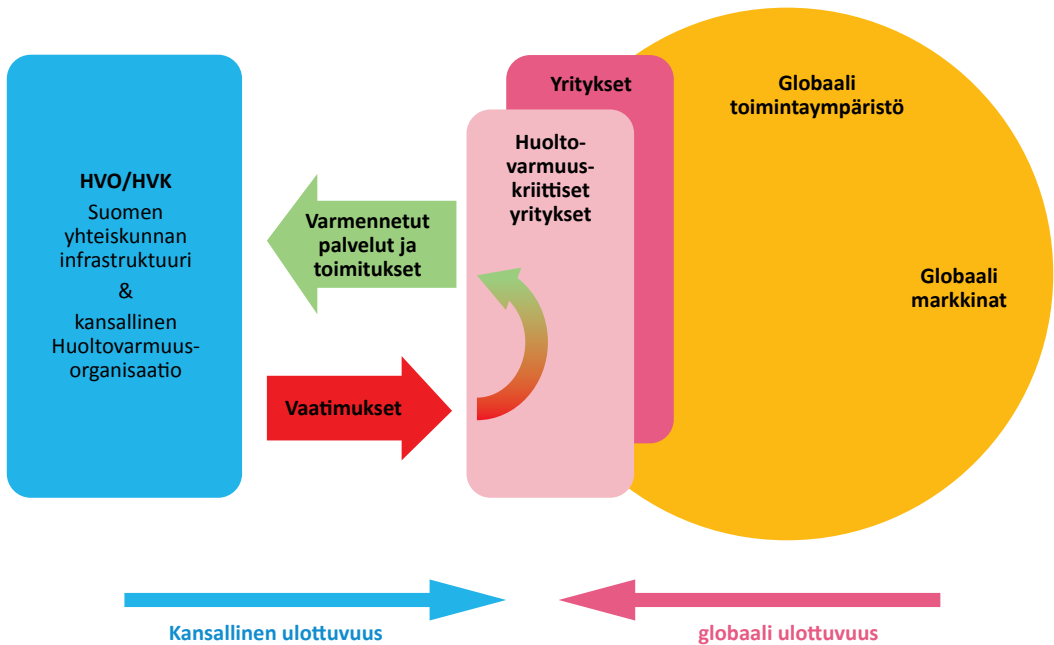 HVO/HVK
Suomen
yhteiskunnan
infrastruktuuri
&
kansallinen
Huoltovarmuus-
organisaatio
Varmennetut
palvelut ja
toimitukset
Vaatimukset
Yritykset
Huolto-
varmuus-
kriittiset
yritykset
Globaali
toimintaympäristö
Globaali
markkinat
Kansallinen ulottuvuus
globaali ulottuvuus